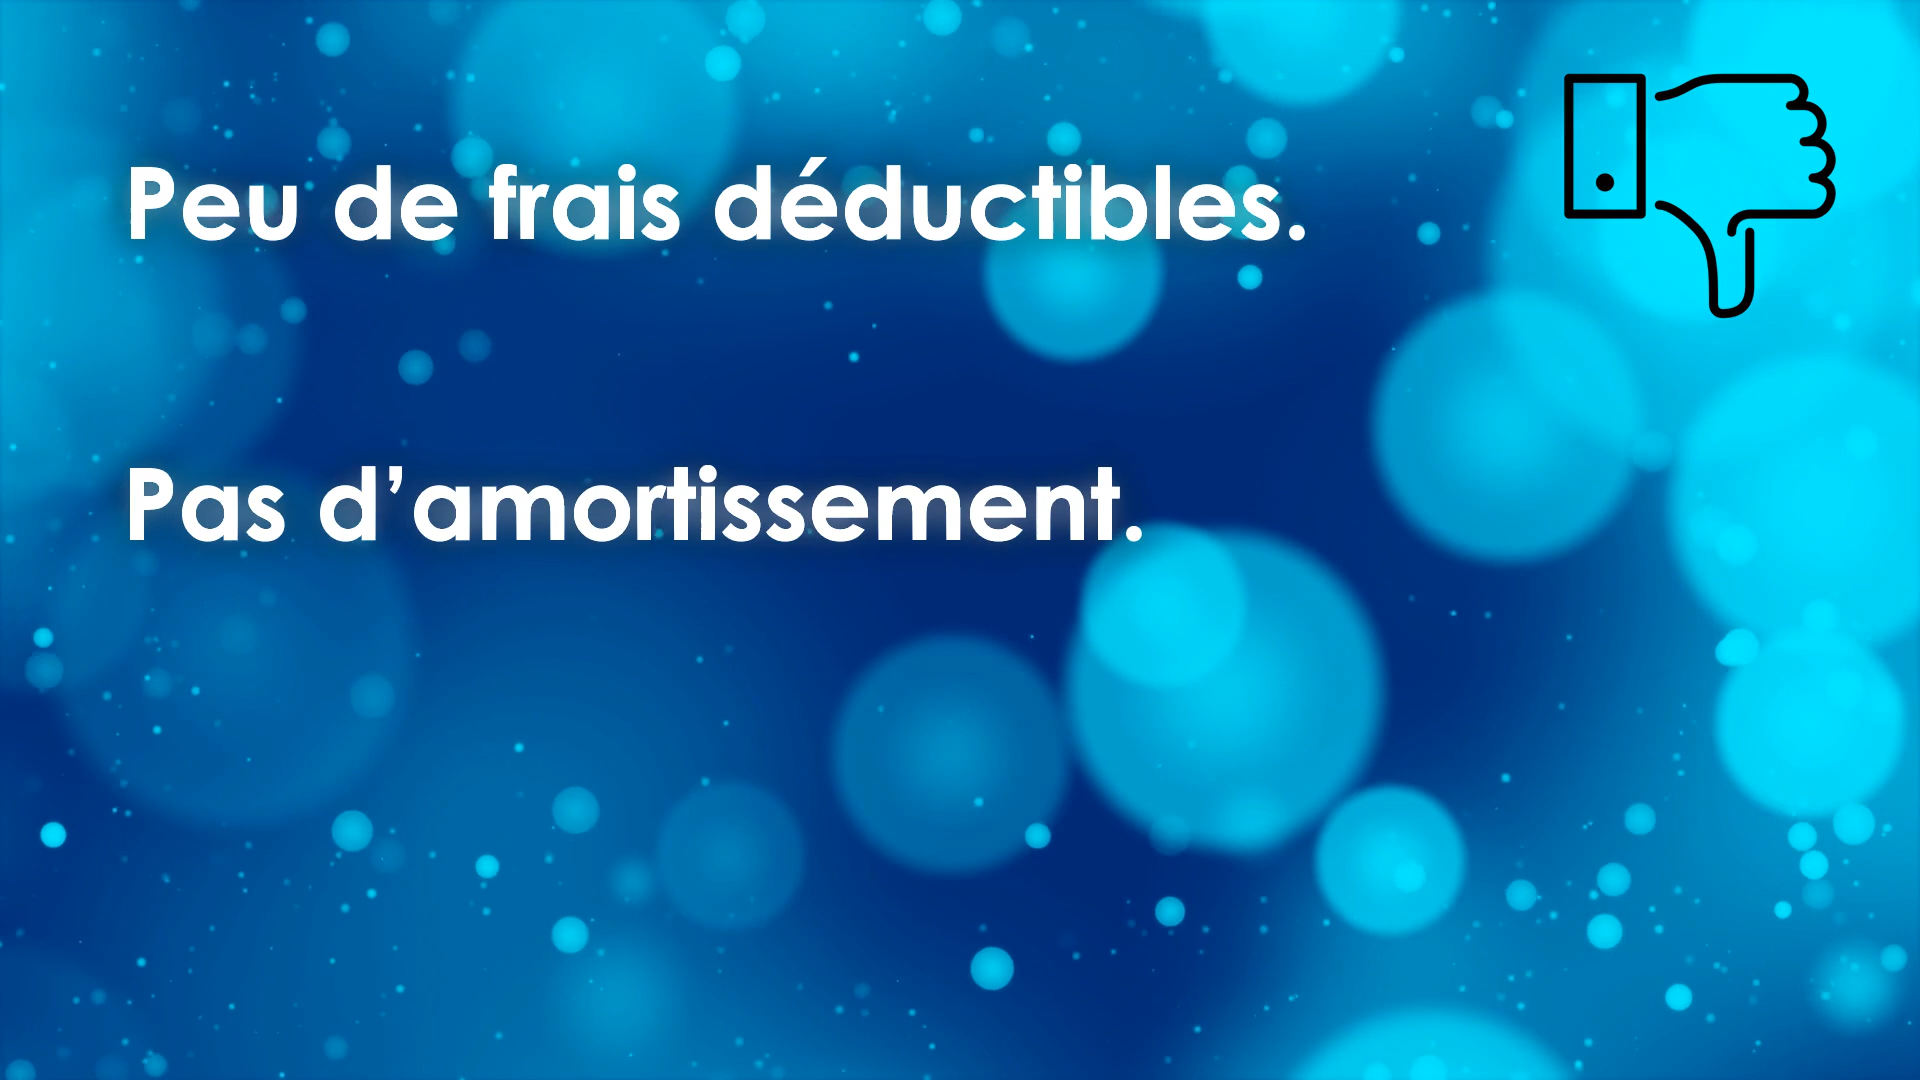 Peu de frais déductibles.
Pas d’amortissement.